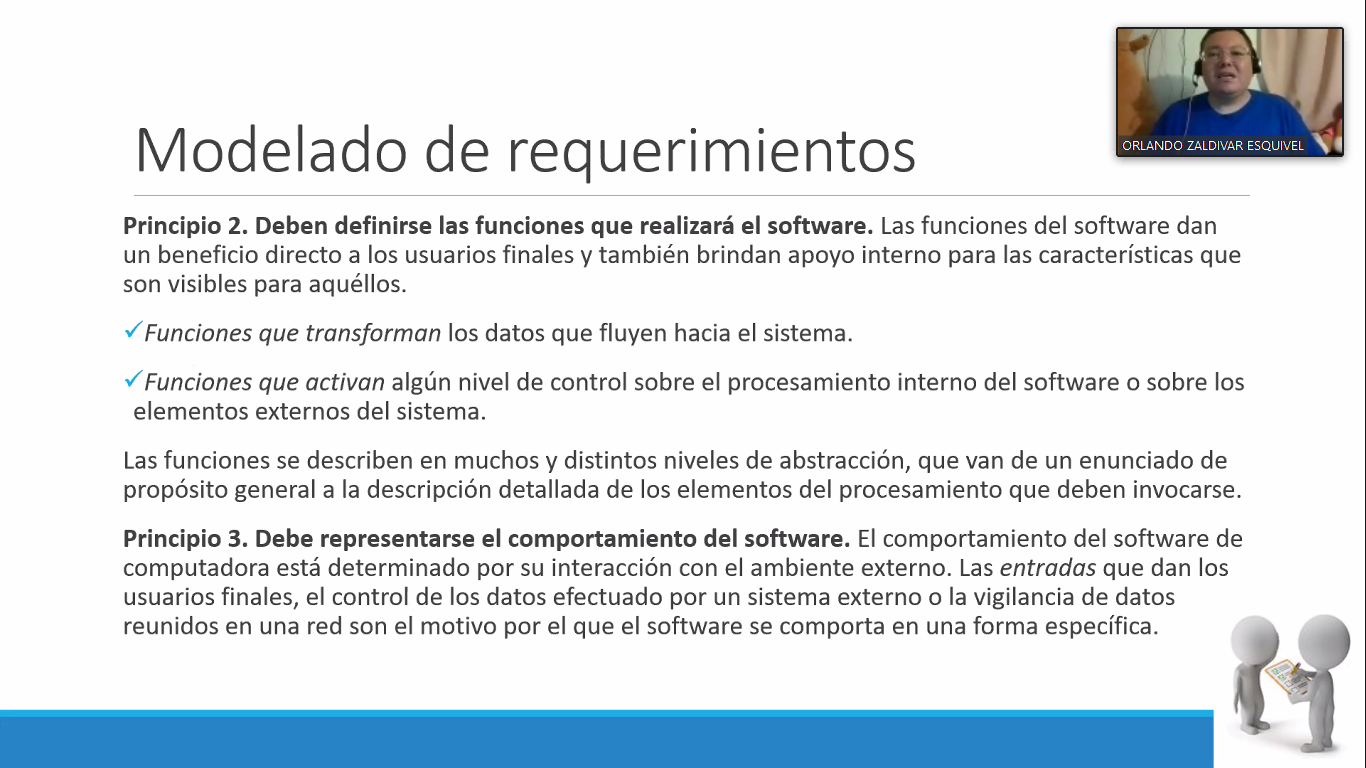 ORLANDO ZALDIVAR ESQUIVEL
Modelado de requerimientos
Principio 2. Deben definirse las funciones que realizará el software. Las funciones del software dan
un beneficio directo a los usuarios finales y también brindan apoyo interno para las características que
son visibles para aquéllos.
✓Funciones que transforman los datos que fluyen hacia el sistema.
✓Funciones que activan algún nivel de control sobre el procesamiento interno del software o sobre los
elementos externos del sistema.
Las funciones se describen en muchos y distintos niveles de abstracción, que van de un enunciado de
propósito general a la descripción detallada de los elementos del procesamiento que deben invocarse.
Principio 3. Debe representarse el comportamiento del software. El comportamiento del software de
computadora está determinado por su interacción con el ambiente externo. Las entradas que dan los
usuarios finales, el control de los datos efectuado por un sistema externo o la vigilancia de datos
reunidos en una red son el motivo por el que el software se comporta en una forma específica.